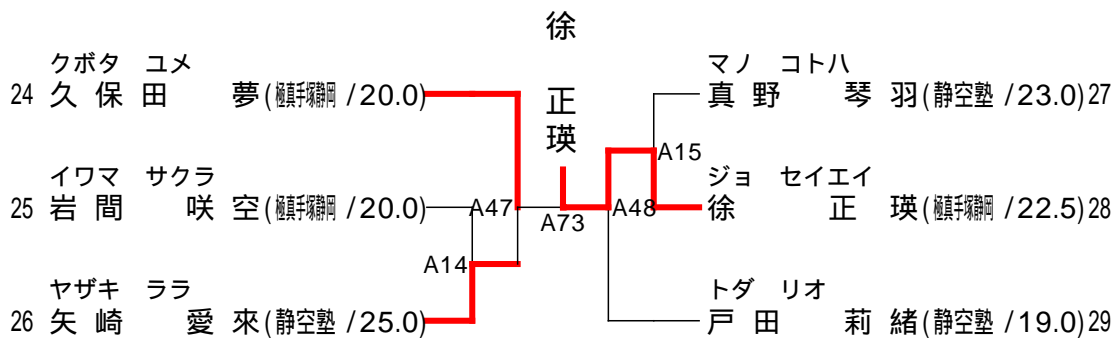 徐 正 瑛
クボタ ユメ
24 久 保 田 夢(極真手塚静岡 /20.0)
イワマ サクラ
25 岩 間 咲 空(極真手塚静岡 /20.0)
ヤザキ ララ
26 矢 崎 愛 來(静空塾 /25.0)
A47
A14
A73
A48
A15
マノ コトハ
真 野 琴 羽(静空塾 /23.0)27
ジョ セイエイ
徐 正 瑛(極真手塚静岡 /22.5)28
トダ リオ
戸 田 莉 緒(静空塾 /19.0)29